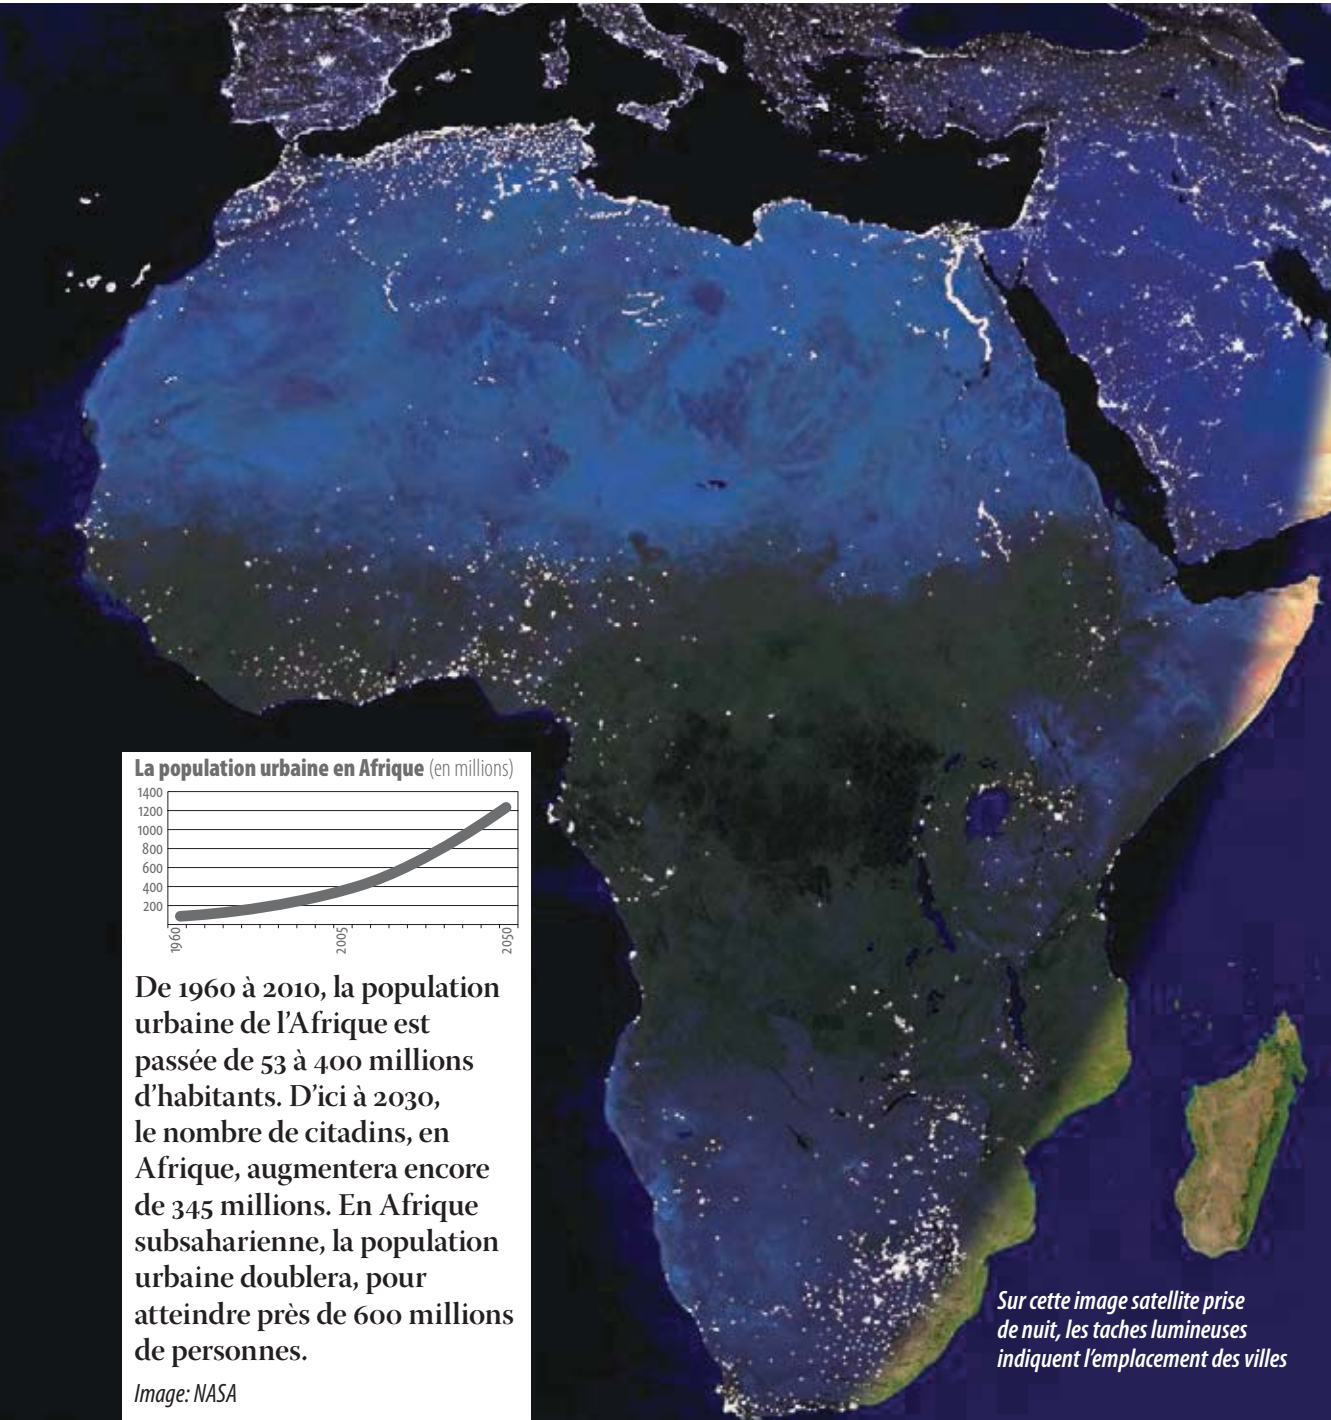 La population urbaine en Afrique (en millions)
1400
1200
1000
800
600
400
200
1960
2005
2050
De 1960 à 2010, la population
urbaine de l'Afrique est
passée de 53 à 400 millions
d'habitants. D'ici à 2030,
le nombre de citadins, en
Afrique, augmentera encore
de 345 millions. En Afrique
subsaharienne, la population
urbaine doublera, pour
atteindre près de 600 millions
de personnes.
Image: NASA
Sur cette image satellite prise
de nuit, les taches lumineuses
indiquent l'emplacement des villes